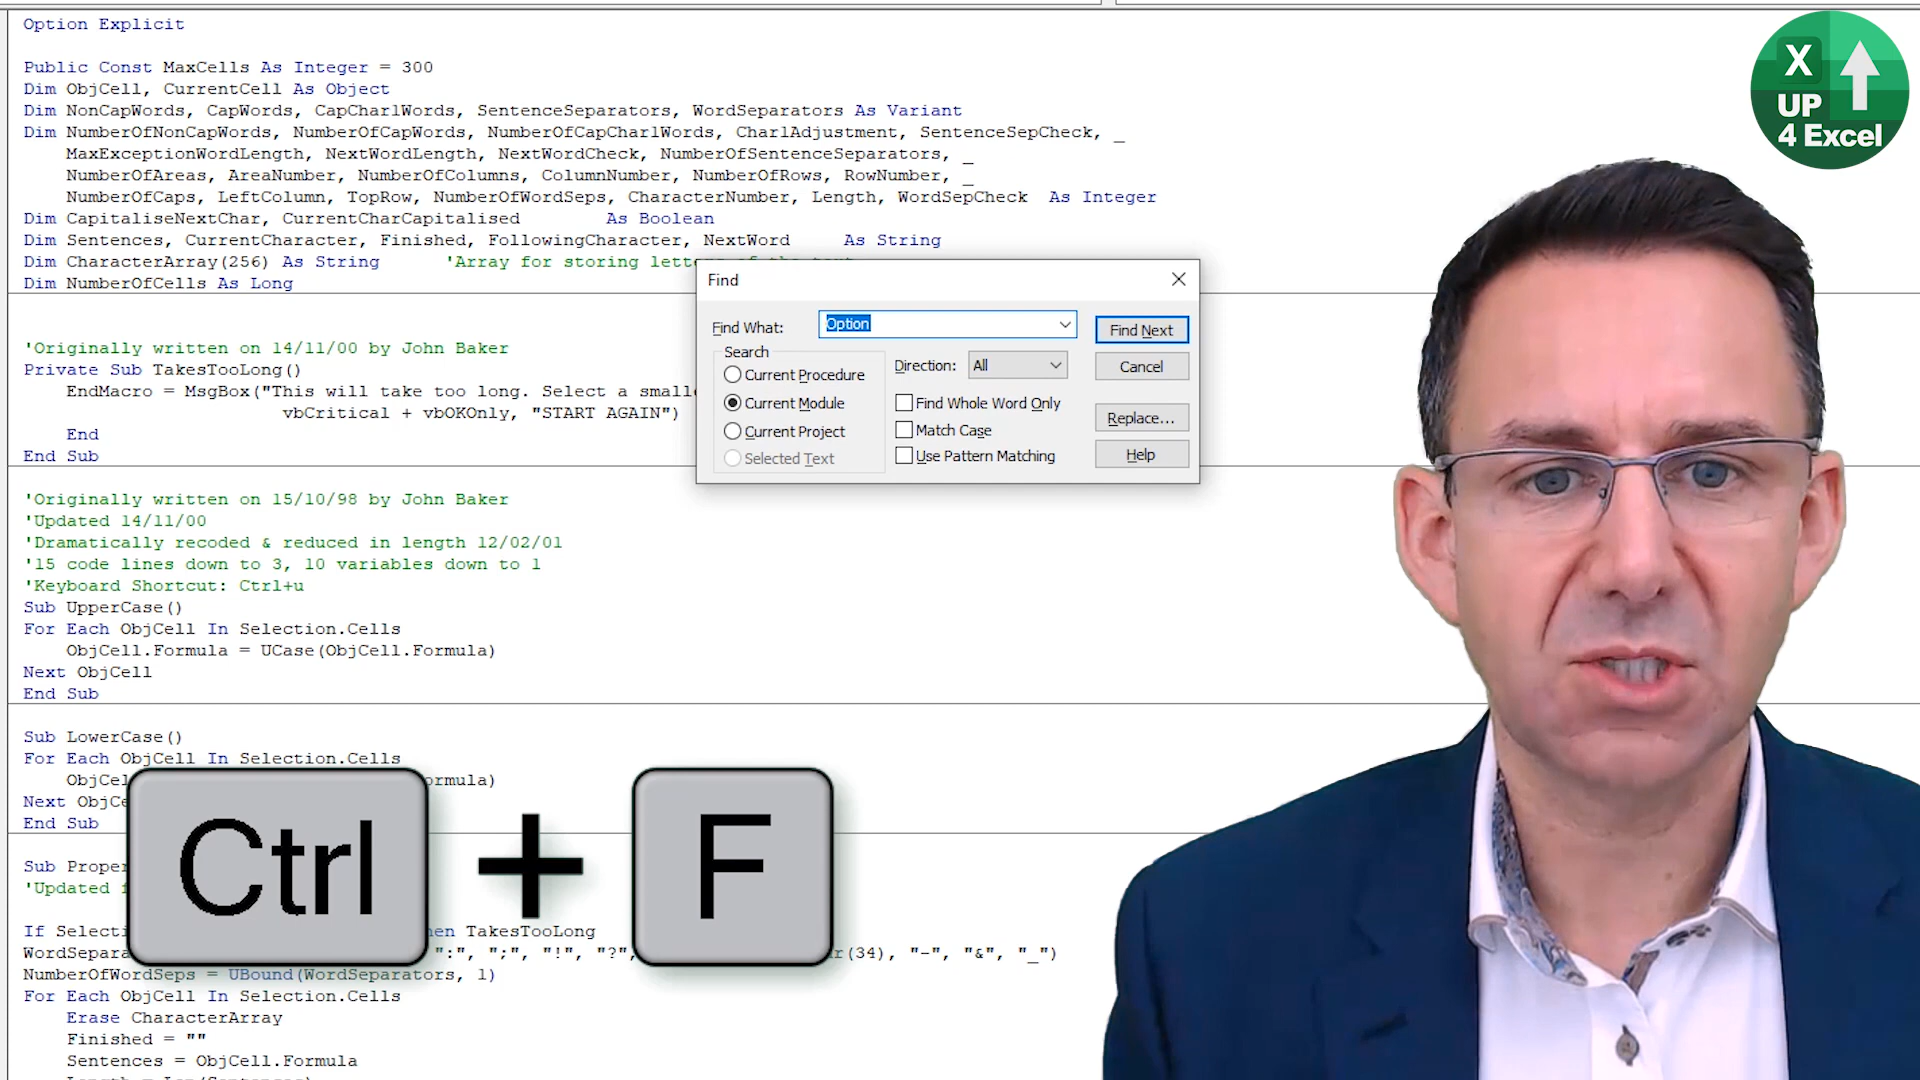 Option Explicit
Public Const MaxCells As Integer = 300
Dim ObjCell, CurrentCell As Object
Dim NonCapWords, CapWords, CapCharlWords, SentenceSeparators, WordSeparators As Variant
Dim NumberOfNonCapWords, NumberOfCapWords, NumberOfCapCharlWords, CharlAdjustment, SentenceSepCheck, _
MaxExceptionWordLength, NextWordLength, NextWordCheck, NumberOfSentenceSeparators, _
NumberOfAreas, AreaNumber, NumberOfColumns, ColumnNumber, NumberOfRows, RowNumber, _
NumberOfCaps, LeftColumn, TopRow, NumberOfWordSeps, CharacterNumber, Length, WordSepCheck As Integer
Dim CapitaliseNextChar, CurrentCharCapitalised As Boolean
Dim Sentences, CurrentCharacter, Finished, FollowingCharacter, NextWord As String
Dim CharacterArray(256) As String 'Array for storing
Dim NumberOfCells As Long
'Originally written on 14/11/00 by John Baker
Private Sub TakesTooLong()
EndMacro = MsgBox("This will take too long. Select a
vbCritical + vbOKOnly, "START AGAIN")
End
End Sub
'Originally written on 15/10/98 by John Baker
'Updated 14/11/00
'Dramatically recoded & reduced in length 12/02/01
'15 code lines down to 3, 10 variables down to 1
'Keyboard Shortcut: Ctrl+u
Sub UpperCase()
For Each ObjCell In Selection.Cells
ObjCell.Formula = UCase(ObjCell.Formula)
Next ObjCell
End Sub
Sub LowerCase()
For Each ObjCell In Selection.Cells
Next
End Sub
Sub
'Updated
If TakesTooLong
":", ";", "!", "?", "-", "&", "_")
NumberOfWordSeps = UBound(WordSeparators, 1)
For Each ObjCell In Selection.Cells
Erase CharacterArray
Finished = ""
Sentences = ObjCell.Formula
Find
Find What:
Option
Find Next
Search
Current Procedure
Direction:
All
Cancel
Current Module
Find Whole Word Only
Replace...
Current Project
Match Case
Selected Text
Use Pattern Matching
Help
Ctrl + F
X
UP
4 Excel